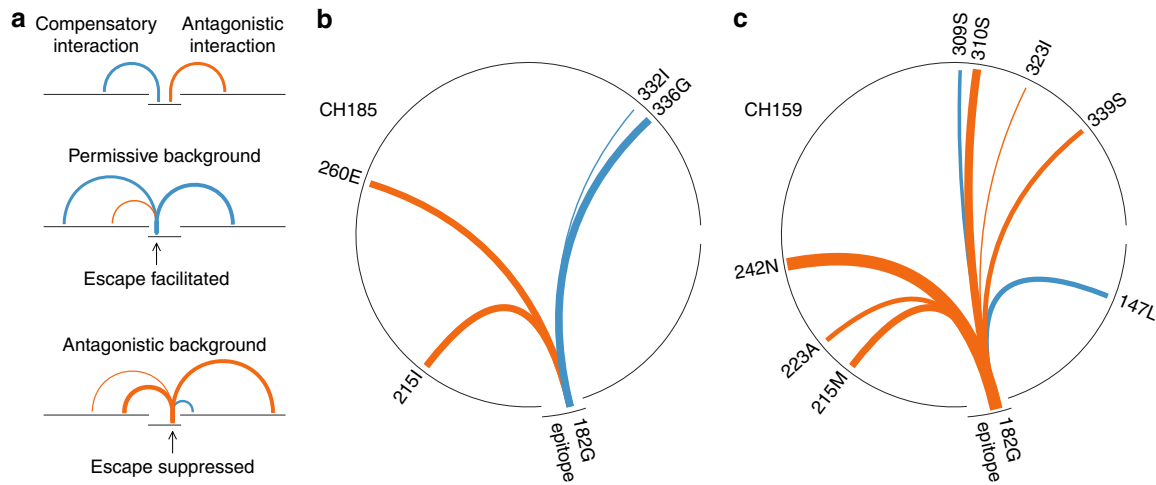 a
Compensatory
interaction
Antagonistic
interaction
Permissive background
Escape facilitated
Antagonistic background
Escape suppressed
b
CH185
332I
336G
260E
215I
182G
epitope
c
CH159
309S
310S
323I
339S
242N
147L
223A
215M
182G
epitope